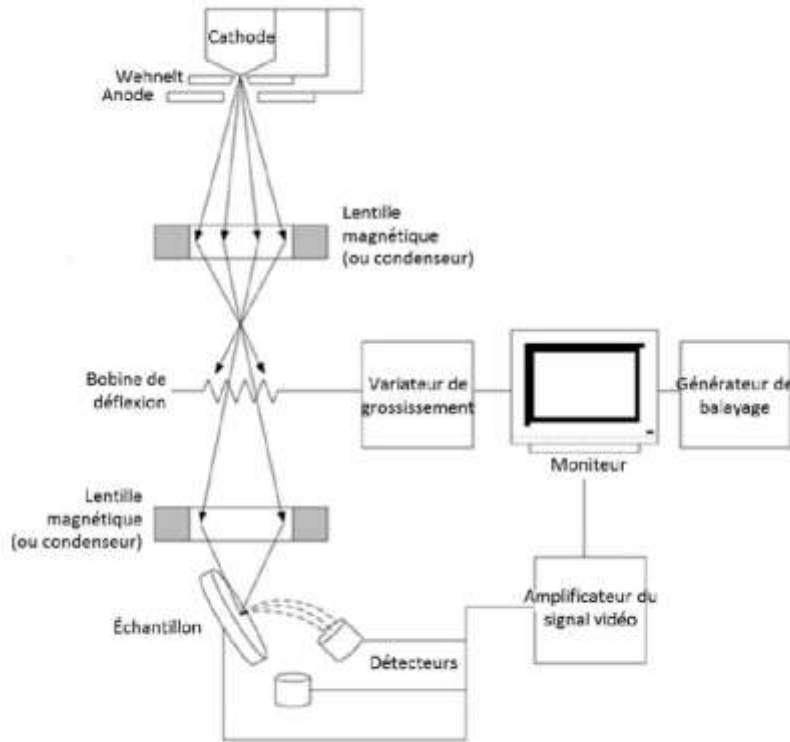 Cathode
Wehnelt
Anode
Lentille
magnétique
(ou condenseur)
Bobine de
déflexion
Variateur de
grossissement
Générateur de
balayage
Moniteur
Lentille
magnétique
(ou condenseur)
Amplificateur du
signal vidéo
Échantillon
Détecteurs